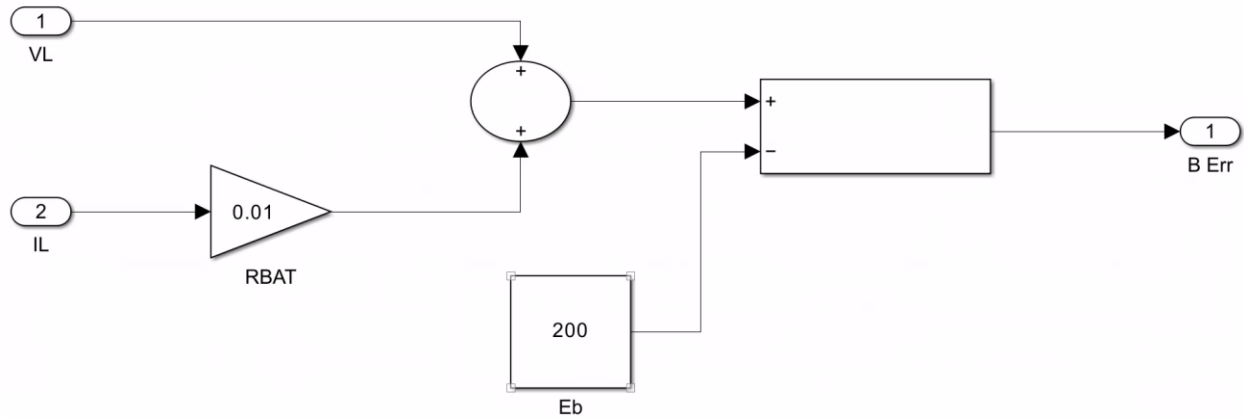 1
VL
+
+
+
−
1
B Err
2
IL
0.01
RBAT
200
Eb